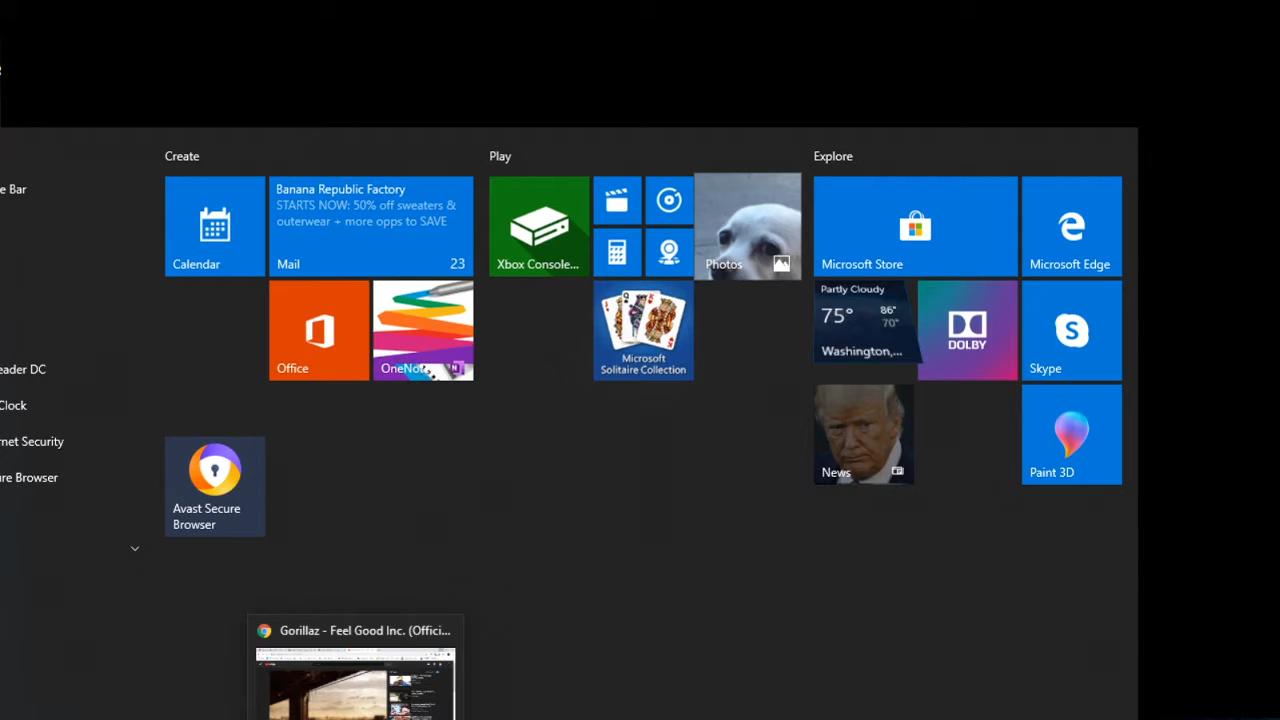 Create
Play
Explore
e Bar
Calendar
Banana Republic Factory
STARTS NOW: 50% off sweaters &
outerwear + more opps to SAVE
Mail 23
Xbox Console...
Photos
Microsoft Store
e
Microsoft Edge
Office
OneNot
N
Q
K
A
Microsoft
Solitaire Collection
Partly Cloudy
75° 86°
70°
Washington,...
DOLBY
S
Skype
eader DC
Clock
rnet Security
ure Browser
News
Paint 3D
Avast Secure
Browser
Gorillaz - Feel Good Inc. (Offici...